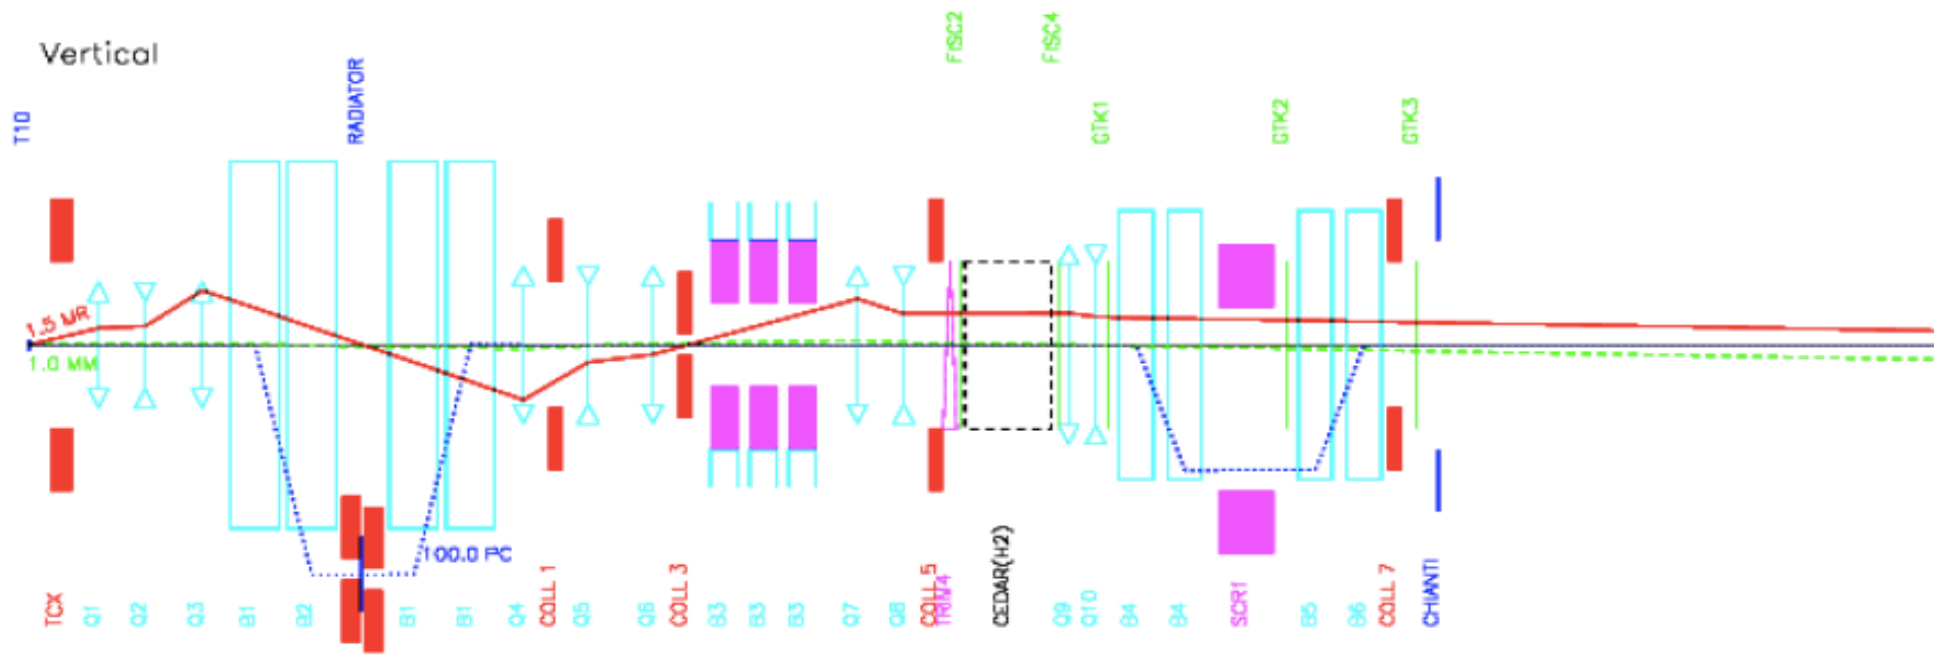 Vertical
T10
RADIATOR
FISC2
FISC4
GTK1
GTK2
GTK3
1.5 MR
1.0 MM
100.0 PC
TCX
Q1
Q2
Q3
B1
B2
B1
B1
Q4
COLL 1
Q5
Q6
COLL 3
B3
B3
B3
Q7
Q8
COLL 5
TRIM4
CEDAR(H2)
Q9
Q10
B4
B4
SCR1
B5
B6
COLL 7
CHANTI